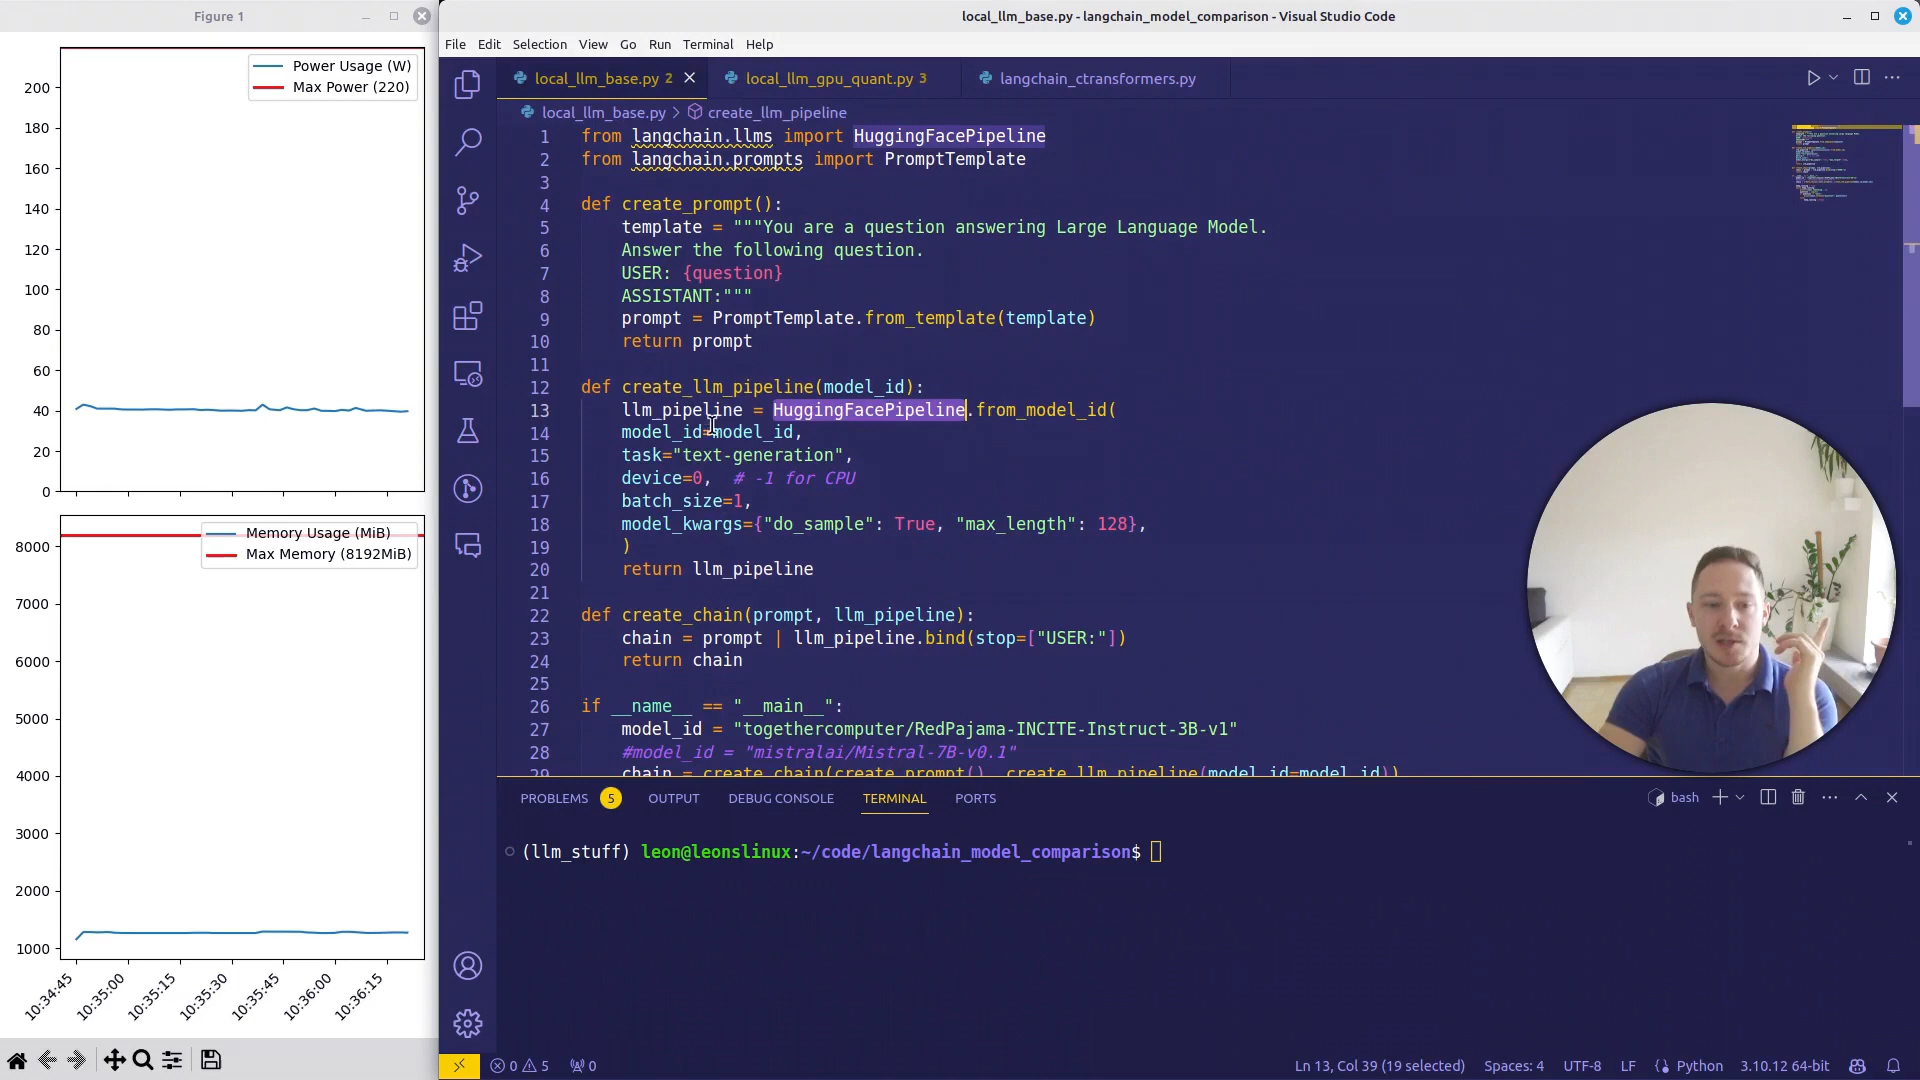 Figure 1
Power Usage (W)
Max Power (220)
200
180
160
140
120
100
80
60
40
20
0
Memory Usage (MiB)
Max Memory (8192MiB)
8000
7000
6000
5000
4000
3000
2000
1000
10:34:45
10:35:00
10:35:15
10:35:30
10:35:45
10:36:00
10:36:15
local_llm_base.py - langchain_model_comparison - Visual Studio Code
File Edit Selection View Go Run Terminal Help
local_llm_base.py 2 local_llm_gpu_quant.py 3 langchain_ctransformers.py
local_llm_base.py > create_llm_pipeline
1 from langchain.llms import HuggingFacePipeline
2 from langchain.prompts import PromptTemplate
3
4 def create_prompt():
5 template = """You are a question answering Large Language Model.
6 Answer the following question.
7 USER: {question}
8 ASSISTANT:"""
9 prompt = PromptTemplate.from_template(template)
10 return prompt
11
12 def create_llm_pipeline(model_id):
13 llm_pipeline = HuggingFacePipeline.from_model_id(
14 model_id=model_id,
15 task="text-generation",
16 device=0, # -1 for CPU
17 batch_size=1,
18 model_kwargs={"do_sample": True, "max_length": 128},
19 )
20 return llm_pipeline
21
22 def create_chain(prompt, llm_pipeline):
23 chain = prompt | llm_pipeline.bind(stop=["USER:"])
24 return chain
25
26 if __name__ == "__main__":
27 model_id = "togethercomputer/RedPajama-INCITE-Instruct-3B-v1"
28 #model_id = "mistralai/Mistral-7B-v0.1"
29 chain = create_chain(create_prompt(), create_llm_pipeline(model_id=model_id))
PROBLEMS 5 OUTPUT DEBUG CONSOLE TERMINAL PORTS
bash
(llm_stuff) leon@leonslinux:~/code/langchain_model_comparison$
0 5 0
Ln 13, Col 39 (19 selected) Spaces: 4 UTF-8 LF Python 3.10.12 64-bit